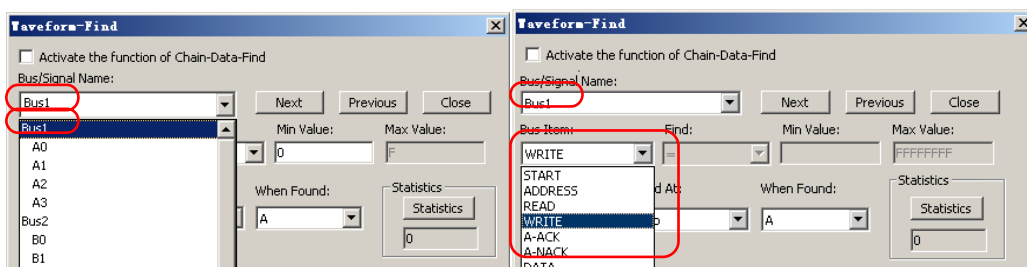 Waveform-Find
Activate the function of Chain-Data-Find
Bus/Signal Name:
Bus1
Next
Previous
Close
Bus1
A0
A1
A2
A3
Bus2
B0
B1
Min Value:
Max Value:
0
F
When Found:
A
Statistics
Statistics
0
Waveform-Find
Activate the function of Chain-Data-Find
Bus/Signal Name:
Bus1
Next
Previous
Close
Bus Item:
Find:
Min Value:
Max Value:
WRITE
=
FFFFFFFF
START
ADDRESS
READ
WRITE
A-ACK
A-NACK
DATA
d At:
When Found:
A
Statistics
Statistics
0